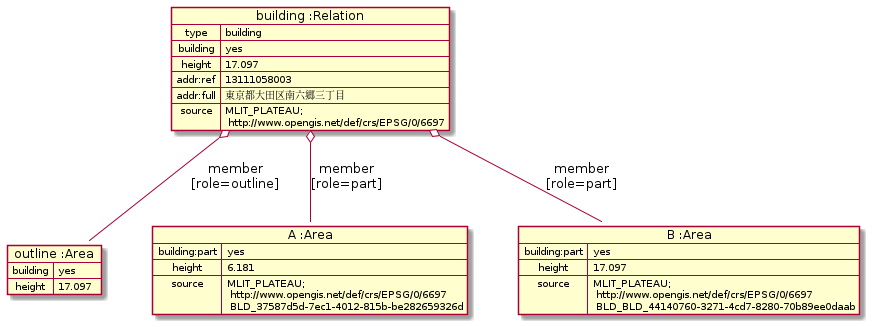 building :Relation
type building
building yes
height 17.097
addr:ref 13111058003
addr:full 東京都大田区南六郷三丁目
source MLIT_PLATEAU;
http://www.opengis.net/def/crs/EPSG/0/6697
member
[role=outline]
member
[role=part]
member
[role=part]
outline :Area
building yes
height 17.097
A :Area
building:part yes
height 6.181
source MLIT_PLATEAU;
http://www.opengis.net/def/crs/EPSG/0/6697
BLD_37587d5d-7ec1-4012-815b-be282659326d
B :Area
building:part yes
height 17.097
source MLIT_PLATEAU;
http://www.opengis.net/def/crs/EPSG/0/6697
BLD_BLD_44140760-3271-4cd7-8280-70b89ee0daab